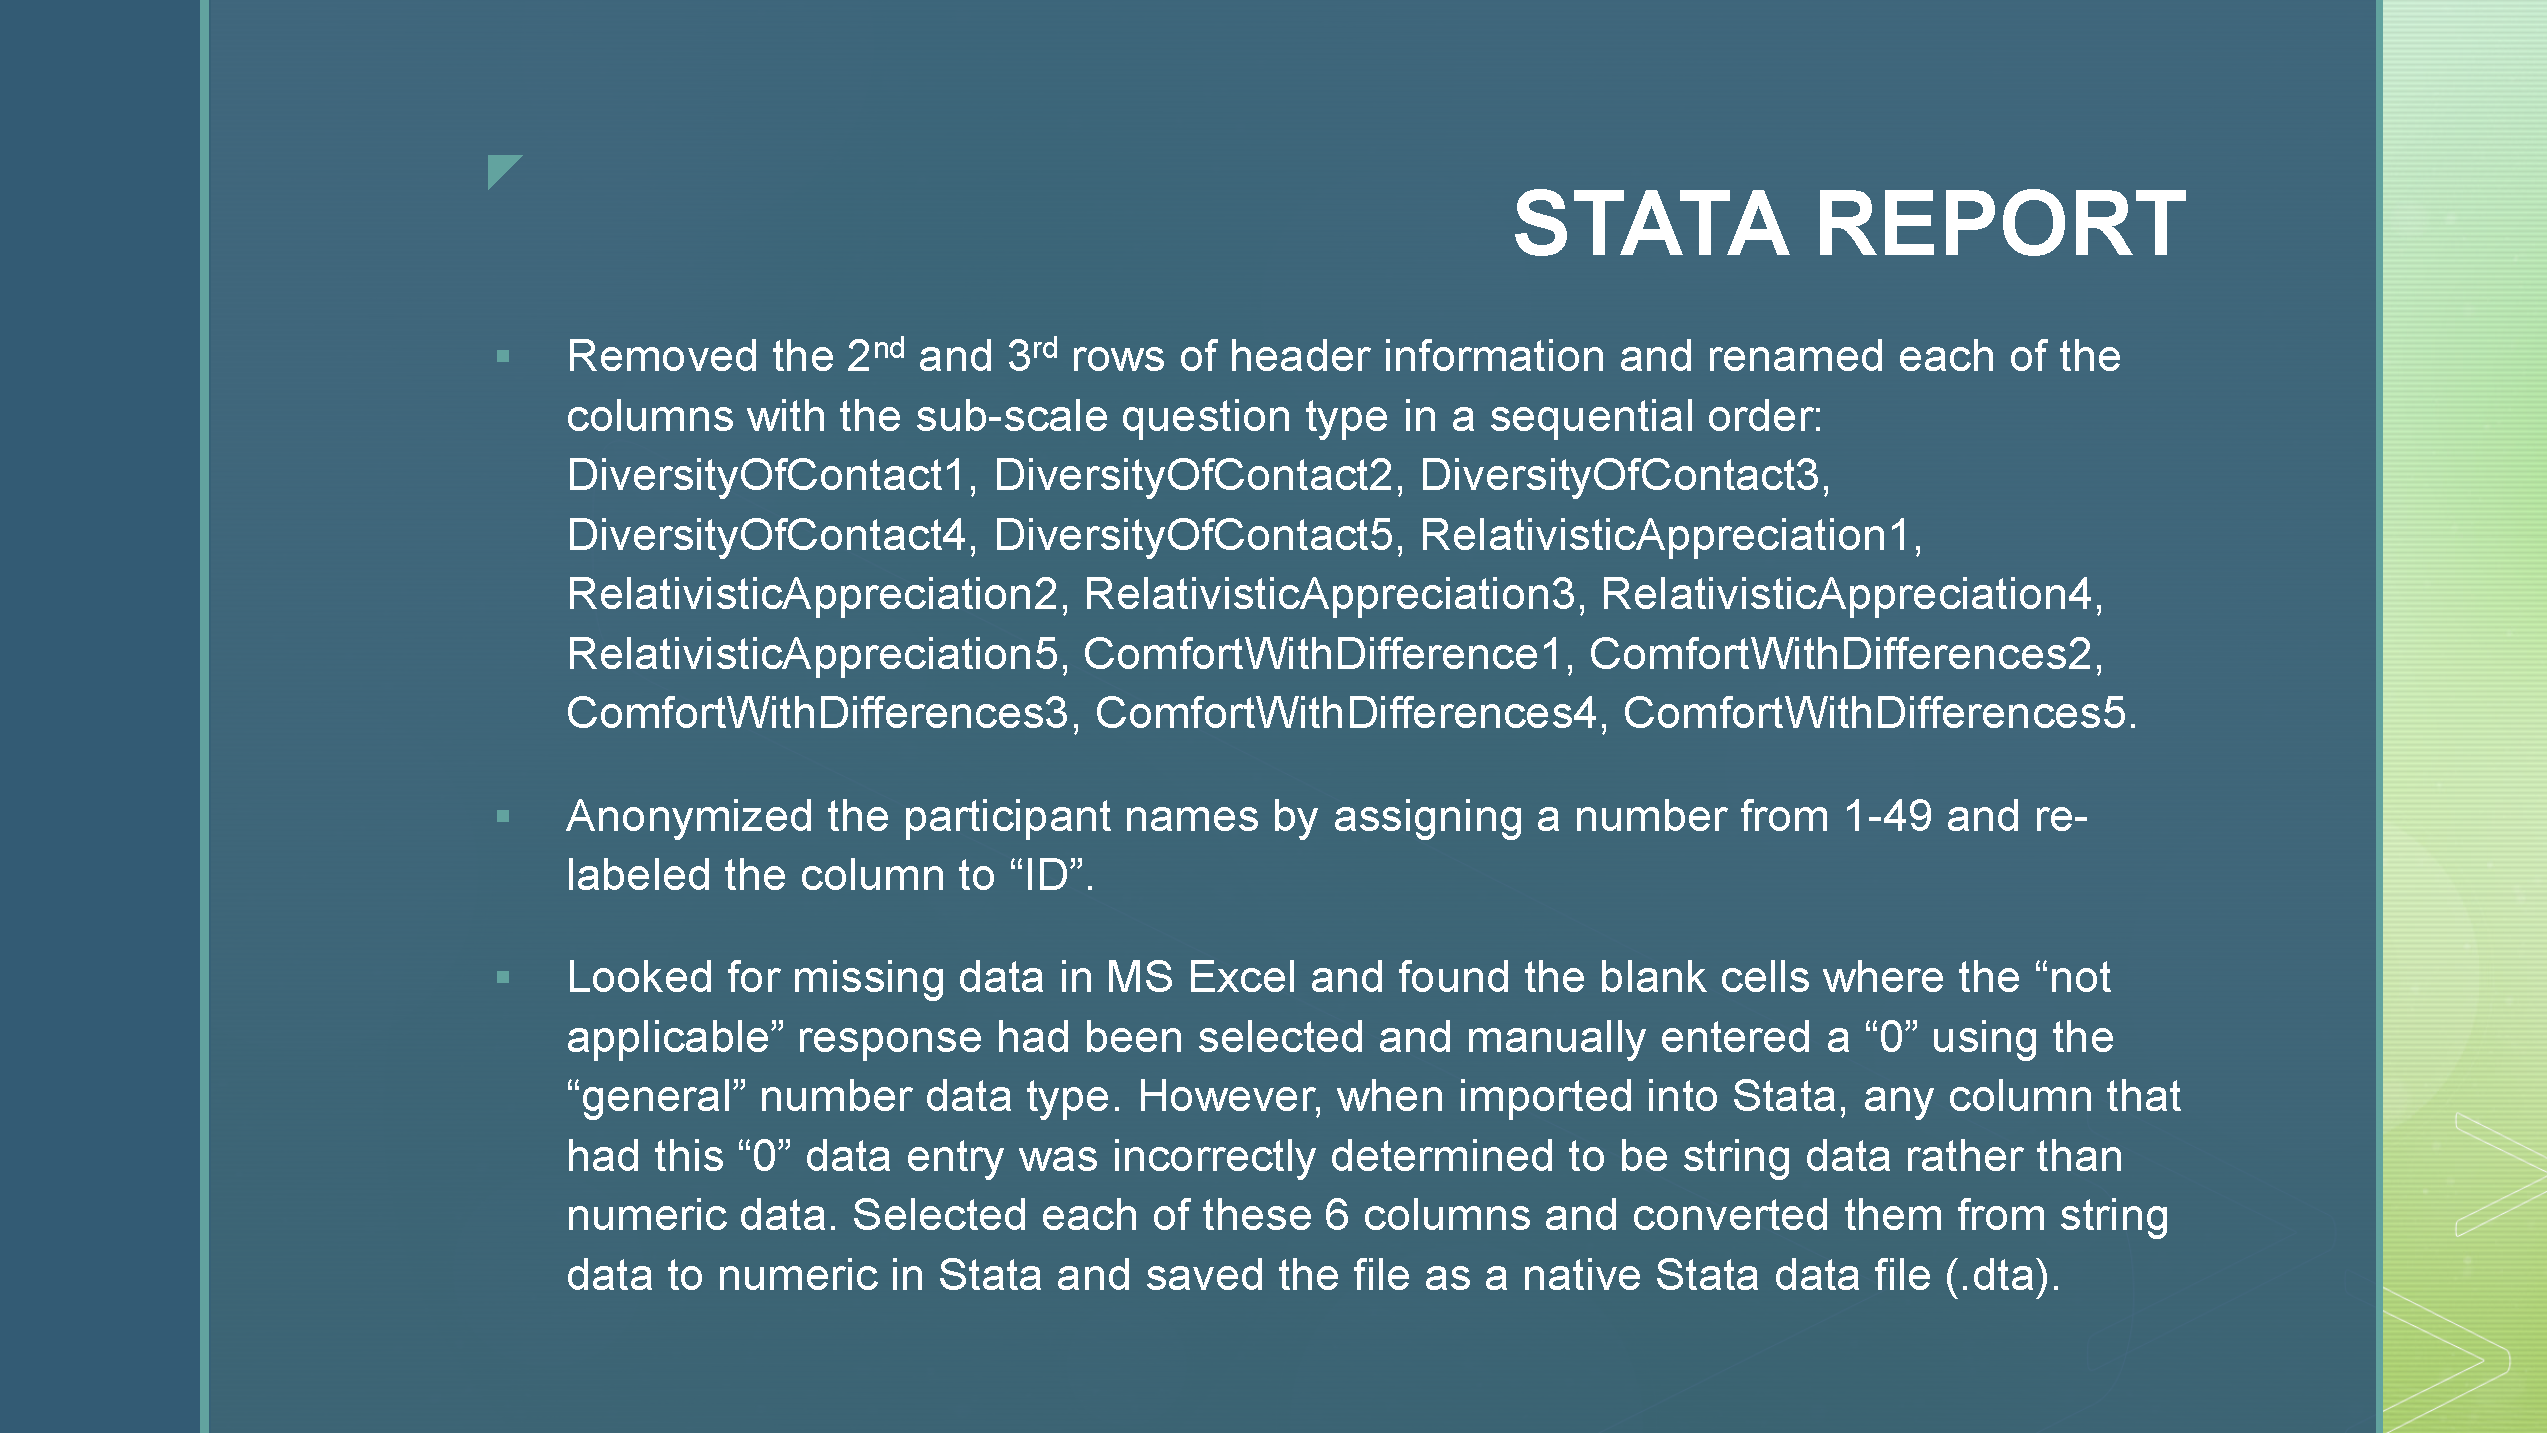 STATA REPORT
▪ Removed the 2nd and 3rd rows of header information and renamed each of the
columns with the sub-scale question type in a sequential order:
DiversityOfContact1, DiversityOfContact2, DiversityOfContact3,
DiversityOfContact4, DiversityOfContact5, RelativisticAppreciation1,
RelativisticAppreciation2, RelativisticAppreciation3, RelativisticAppreciation4,
RelativisticAppreciation5, ComfortWithDifference1, ComfortWithDifferences2,
ComfortWithDifferences3, ComfortWithDifferences4, ComfortWithDifferences5.
▪ Anonymized the participant names by assigning a number from 1-49 and re-
labeled the column to “ID”.
▪ Looked for missing data in MS Excel and found the blank cells where the “not
applicable” response had been selected and manually entered a “0” using the
“general” number data type. However, when imported into Stata, any column that
had this “0” data entry was incorrectly determined to be string data rather than
numeric data. Selected each of these 6 columns and converted them from string
data to numeric in Stata and saved the file as a native Stata data file (.dta).